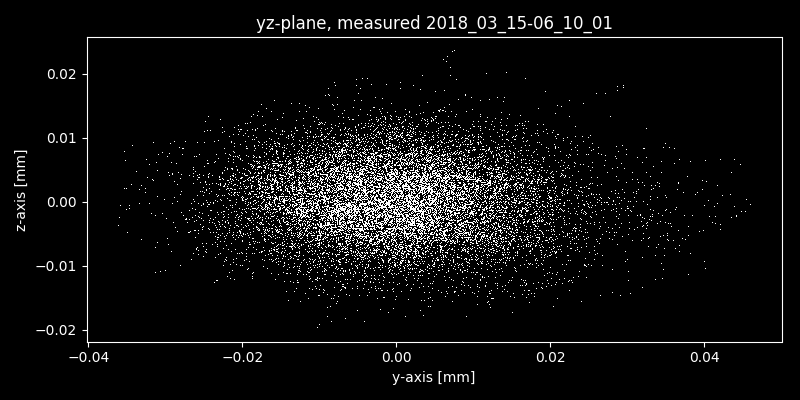 yz-plane, measured 2018_03_15-06_10_01
0.02
0.01
0.00
−0.01
−0.02
z-axis [mm]
−0.04 −0.02 0.00 0.02 0.04
y-axis [mm]